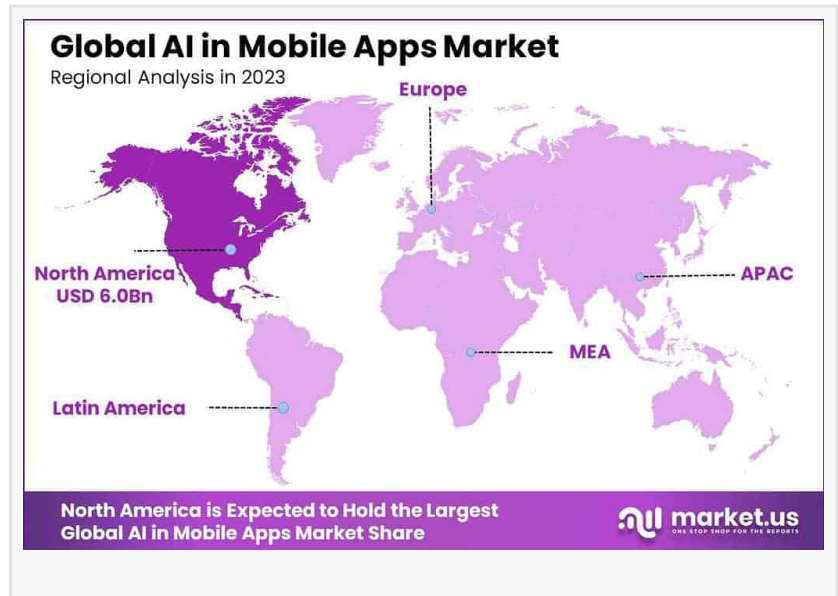 Global AI in Mobile Apps Market
Regional Analysis in 2023
Europe
North America
USD 6.0Bn
APAC
MEA
Latin America
North America is Expected to Hold the Largest
Global AI in Mobile Apps Market Share
market.us
ONE STOP SHOP FOR THE REPORTS